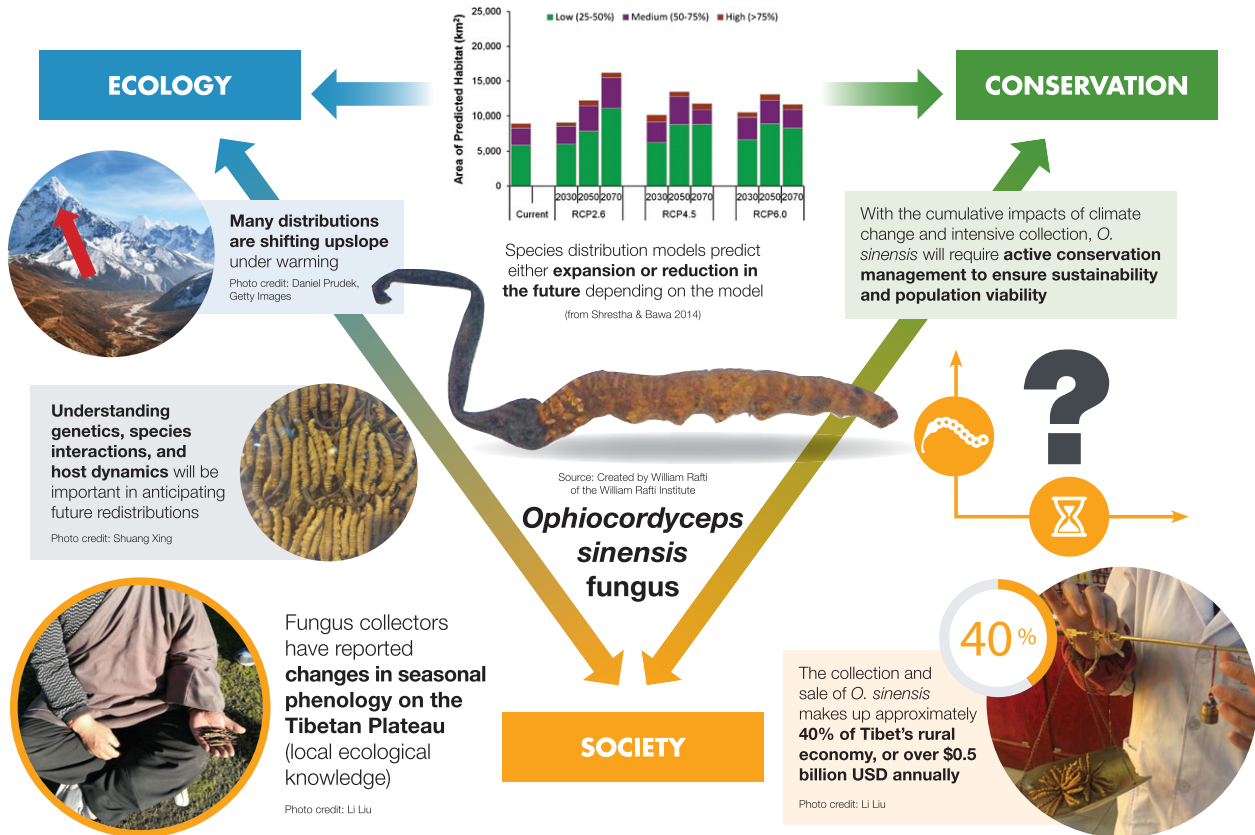 ECOLOGY
Area of Predicted Habitat (km²)
Low (25-50%) Medium (50-75%) High (>75%)
25,000
20,000
15,000
10,000
5,000
0
2030 2050 2070 2030 2050 2070 2030 2050 2070
Current RCP2.6 RCP4.5 RCP6.0
Species distribution models predict
either expansion or reduction in
the future depending on the model
(from Shrestha & Bawa 2014)
CONSERVATION
Many distributions
are shifting upslope
under warming
Photo credit: Daniel Prudek,
Getty Images
With the cumulative impacts of climate
change and intensive collection, O.
sinensis will require active conservation
management to ensure sustainability
and population viability
Understanding
genetics, species
interactions, and
host dynamics will be
important in anticipating
future redistributions
Photo credit: Shuang Xing
?
Source: Created by William Rafti
of the William Rafti Institute
Ophiocordyceps
sinensis
fungus
Fungus collectors
have reported
changes in seasonal
phenology on the
Tibetan Plateau
(local ecological
knowledge)
Photo credit: Li Liu
SOCIETY
40%
The collection and
sale of O. sinensis
makes up approximately
40% of Tibet's rural
economy, or over $0.5
billion USD annually
Photo credit: Li Liu